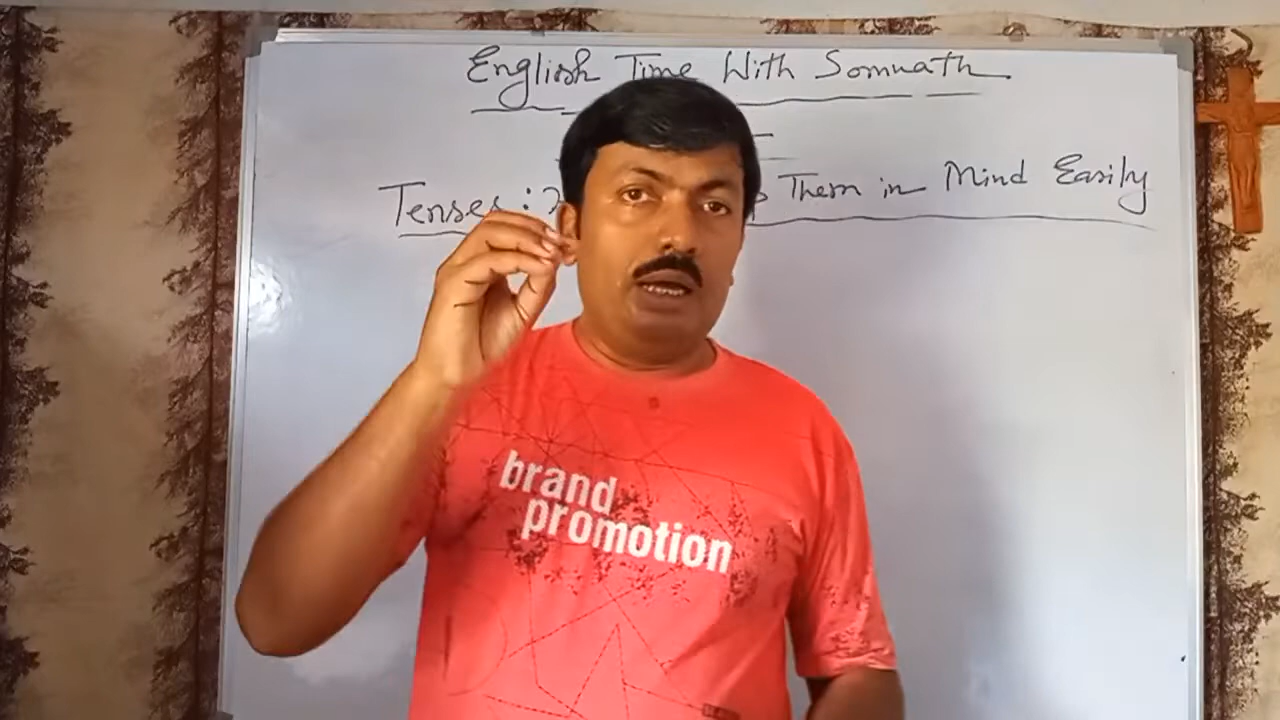 English Time With Somnath
Tenses: Them in Mind Easily
brand
promotion